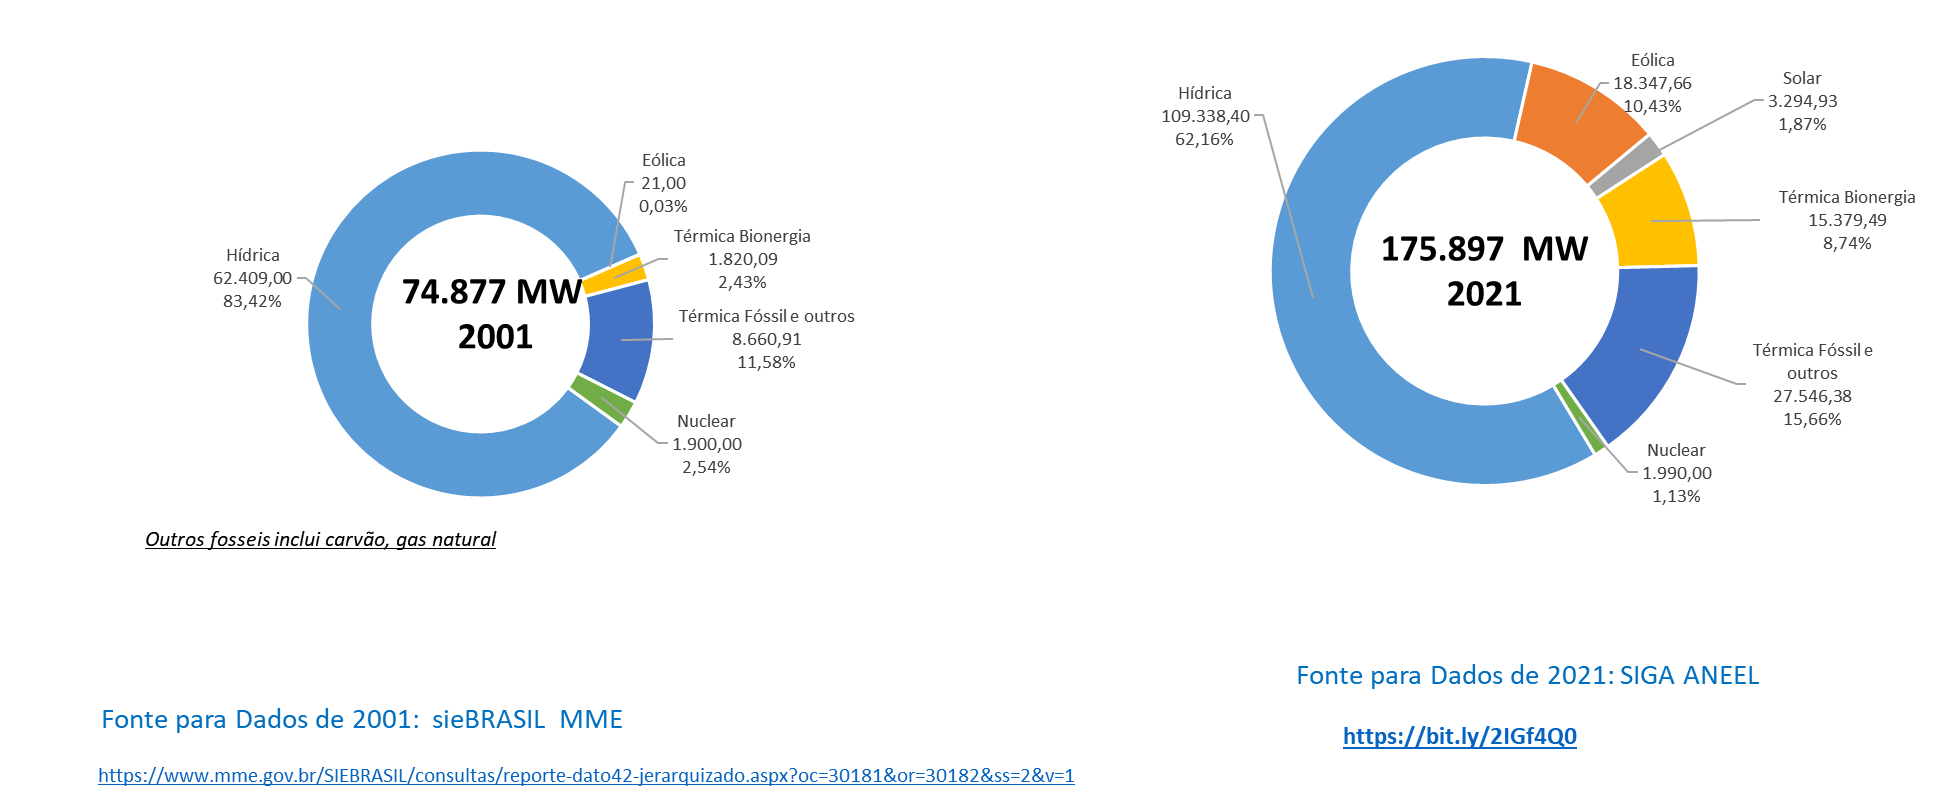 Eólica
21,00
0,03%
Térmica Bionergia
1.820,09
2,43%
Hídrica
62.409,00
83,42%
74.877 MW
2001
Térmica Fóssil e outros
8.660,91
11,58%
Nuclear
1.900,00
2,54%
Outros fosseis inclui carvão, gas natural
Fonte para Dados de 2001: sieBRASIL MME
https://www.mme.gov.br/SIEBRASIL/consultas/reporte-dato42-jerarquizado.aspx?oc=30181&or=30182&ss=2&v=1
Eólica
18.347,66
10,43%
Solar
3.294,93
1,87%
Hídrica
109.338,40
62,16%
Térmica Bionergia
15.379,49
8,74%
175.897 MW
2021
Térmica Fóssil e
outros
27.546,38
15,66%
Nuclear
1.990,00
1,13%
Fonte para Dados de 2021: SIGA ANEEL
https://bit.ly/2IGf4Q0